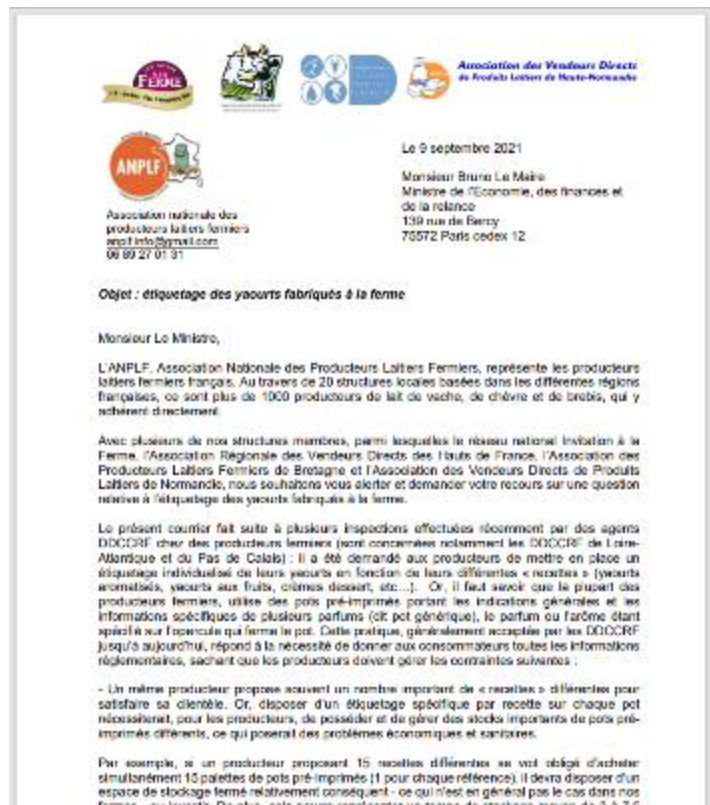 FERME
Association des Vendeurs Directs
de Produits Laitiers de Haute-Normandie
ANPLF
Le 9 septembre 2021
Monsieur Bruno Le Maire
Ministre de l'Economie, des finances et
de la relance
139 rue de Bercy
75572 Paris cedex 12
Association nationale des
producteurs laitiers fermiers
anplf.info@gmail.com
06 89 27 01 31
Objet : étiquetage des yaourts fabriqués à la ferme
Monsieur Le Ministre,
L'ANPLF, Association Nationale des Producteurs Laitiers Fermiers, représente les producteurs
laitiers fermiers français. Au travers de 20 structures locales basées dans les différentes régions
françaises, ce sont plus de 1000 producteurs de lait de vache, de chèvre et de brebis, qui y
adhèrent directement.
Avec plusieurs de nos structures membres, parmi lesquelles le réseau national Invitation à la
Ferme, l'Association Régionale des Vendeurs Directs des Hauts de France, l'Association des
Producteurs Laitiers Fermiers de Bretagne et l'Association des Vendeurs Directs de Produits
Laitiers de Normandie, nous souhaitons vous alerter et demander votre recours sur une question
relative à l'étiquetage des yaourts fabriqués à la ferme.
Le présent courrier fait suite à plusieurs inspections effectuées récemment par des agents
DDCCRF chez des producteurs fermiers (sont concernées notamment les DDCCRF de Loire-
Atlantique et du Pas de Calais) : il a été demandé aux producteurs de mettre en place un
étiquetage individualisé de leurs yaourts en fonction de leurs différentes « recettes » (yaourts
aromatisés, yaourts aux fruits, crèmes dessert, etc...). Or, il faut savoir que la plupart des
producteurs fermiers, utilise des pots pré-imprimés portant les indications générales et les
informations spécifiques de plusieurs parfums (dit pot générique), le parfum ou l'arôme étant
spécifié sur l'opercule qui ferme le pot. Cette pratique, généralement acceptée par les DDCCRF
jusqu'à aujourd'hui, répond à la nécessité de donner aux consommateurs toutes les informations
réglementaires, sachant que les producteurs doivent gérer les contraintes suivantes :
- Un même producteur propose souvent un nombre important de « recettes » différentes pour
satisfaire sa clientèle. Or, disposer d'un étiquetage spécifique par recette sur chaque pot
nécessiterait, pour les producteurs, de posséder et de gérer des stocks importants de pots pré-
imprimés différents, ce qui poserait des problèmes économiques et sanitaires.
Par exemple, si un producteur proposant 15 recettes différentes se voit obligé d'acheter
simultanément 15 palettes de pots pré-imprimés (1 pour chaque référence), il devra disposer d'un
espace de stockage fermé relativement conséquent - ce qui n'est en général pas le cas dans nos